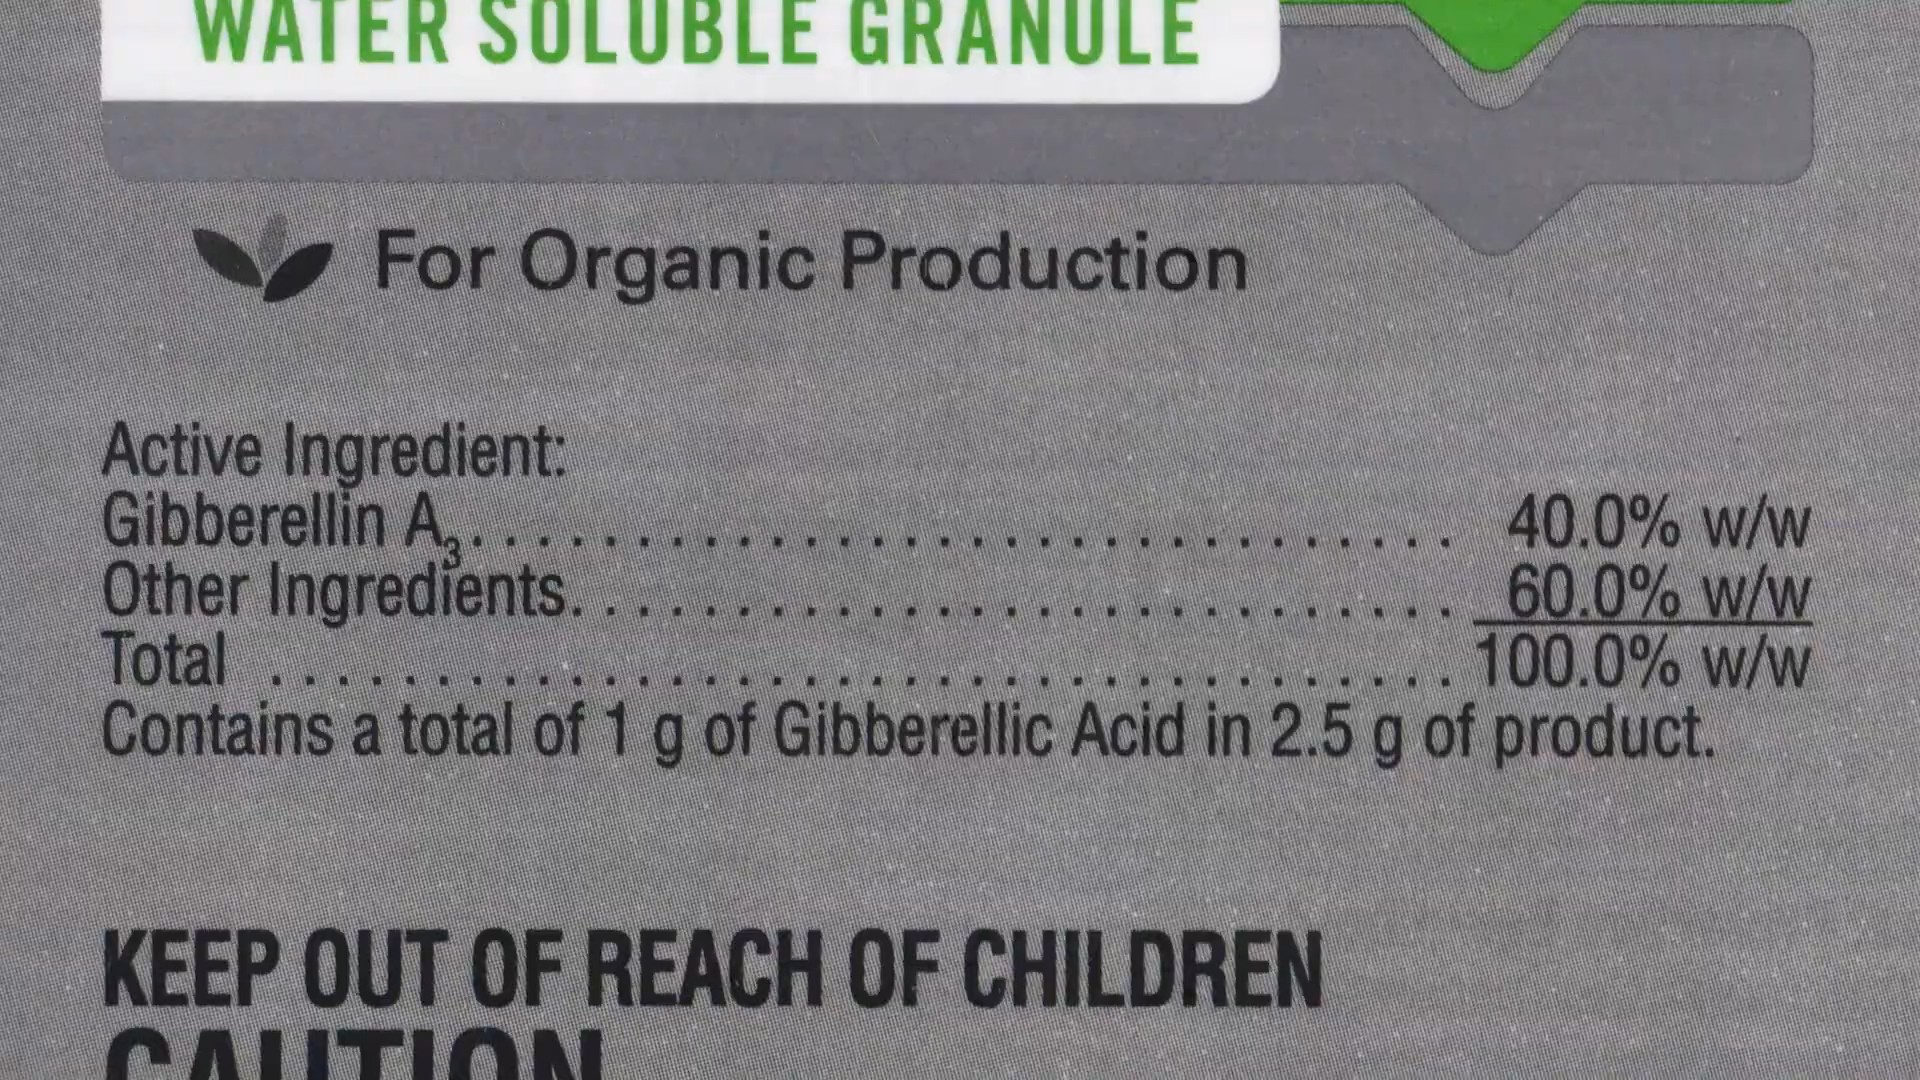 WATER SOLUBLE GRANULE
For Organic Production
Active Ingredient:
Gibberellin A₃. . . . . . . . . . . . . . . . . . . . . . . . . . . . . . . . . . . 40.0% w/w
Other Ingredients. . . . . . . . . . . . . . . . . . . . . . . . . . . . . . . 60.0% w/w
Total . . . . . . . . . . . . . . . . . . . . . . . . . . . . . . . . . . . . . . . . . . 100.0% w/w
Contains a total of 1 g of Gibberellic Acid in 2.5 g of product.
KEEP OUT OF REACH OF CHILDREN
CAUTION